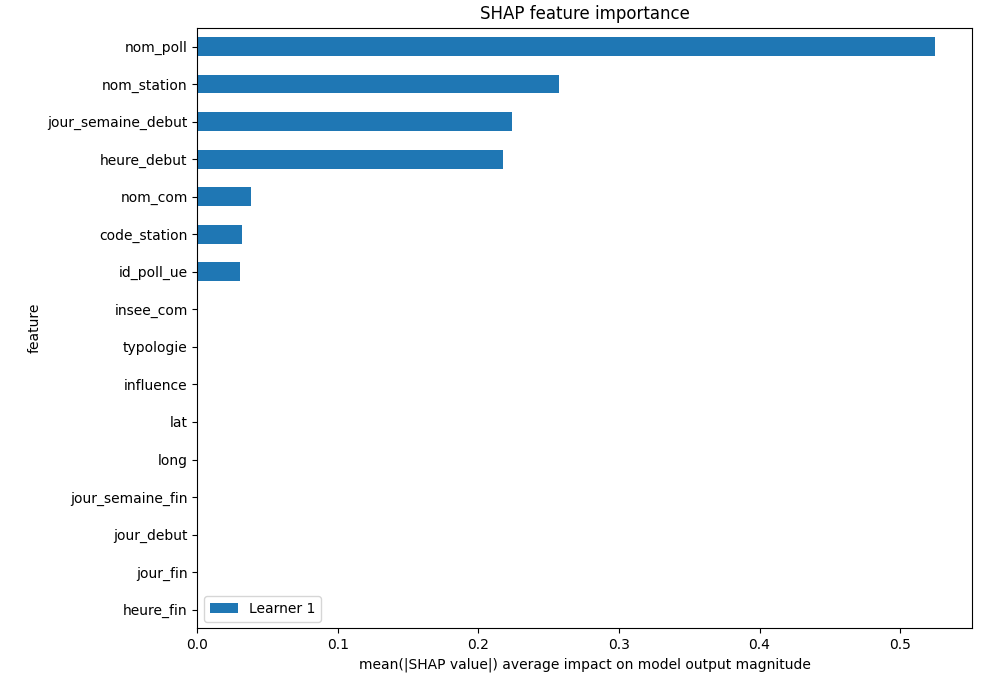 SHAP feature importance
nom_poll
nom_station
jour_semaine_debut
heure_debut
nom_com
code_station
id_poll_ue
insee_com
typologie
influence
lat
long
jour_semaine_fin
jour_debut
jour_fin
heure_fin
feature
Learner 1
0.0 0.1 0.2 0.3 0.4 0.5
mean(|SHAP value|) average impact on model output magnitude